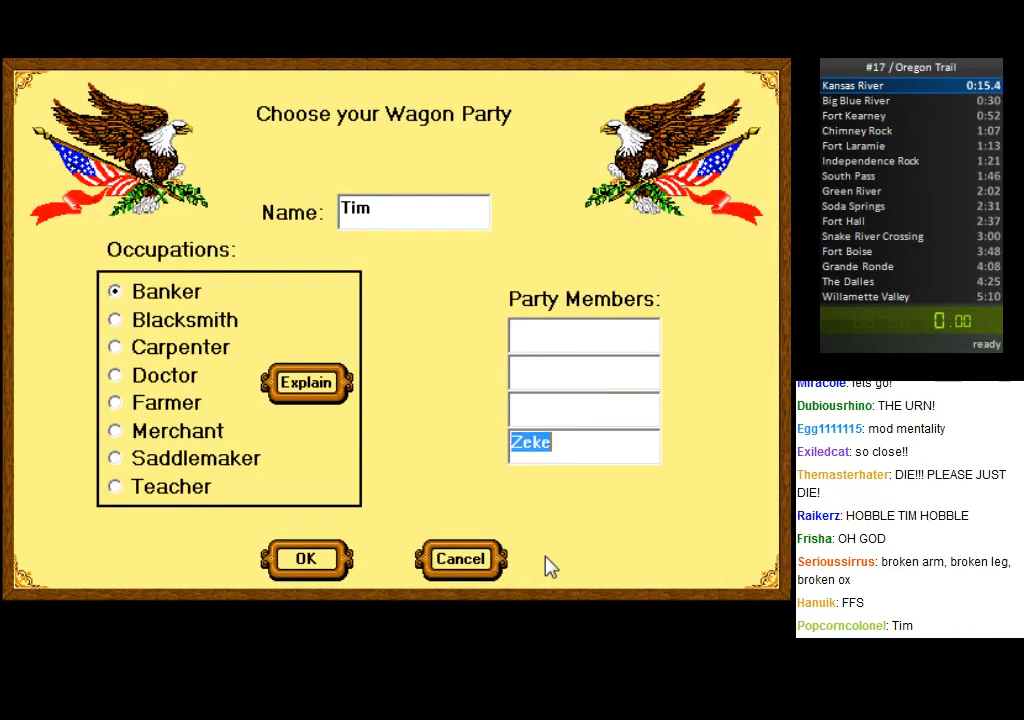 Choose your Wagon Party
Name: Tim
Occupations:
Banker
Blacksmith
Carpenter
Doctor
Farmer
Merchant
Saddlemaker
Teacher
Explain
Party Members:
Zeke
OK
Cancel
#17 / Oregon Trail
Kansas River 0:15.4
Big Blue River 0:30
Fort Kearney 0:52
Chimney Rock 1:07
Fort Laramie 1:13
Independence Rock 1:21
South Pass 1:46
Green River 2:02
Soda Springs 2:31
Fort Hall 2:37
Snake River Crossing 3:00
Fort Boise 3:48
Grande Ronde 4:08
The Dalles 4:25
Willamette Valley 5:10
0.00
ready
Miracole: lets go!
Dubiousrhino: THE URN!
Egg1111115: mod mentality
Exiledcat: so close!!
Themasterhater: DIE!!! PLEASE JUST
DIE!
Raikerz: HOBBLE TIM HOBBLE
Frisha: OH GOD
Serioussirrus: broken arm, broken leg,
broken ox
Hanuik: FFS
Popcorncolonel: Tim